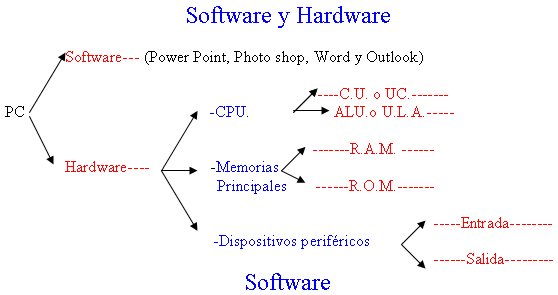 Software y Hardware
Software--- (Power Point, Photo shop, Word y Outlook)
PC
Hardware----
-CPU.
----C.U. o UC.-------
ALU.o U.L.A.-----
-Memorias
Principales
-------R.A.M. ------
------R.O.M.-------
-Dispositivos periféricos
-----Entrada--------
------Salida---------
Software